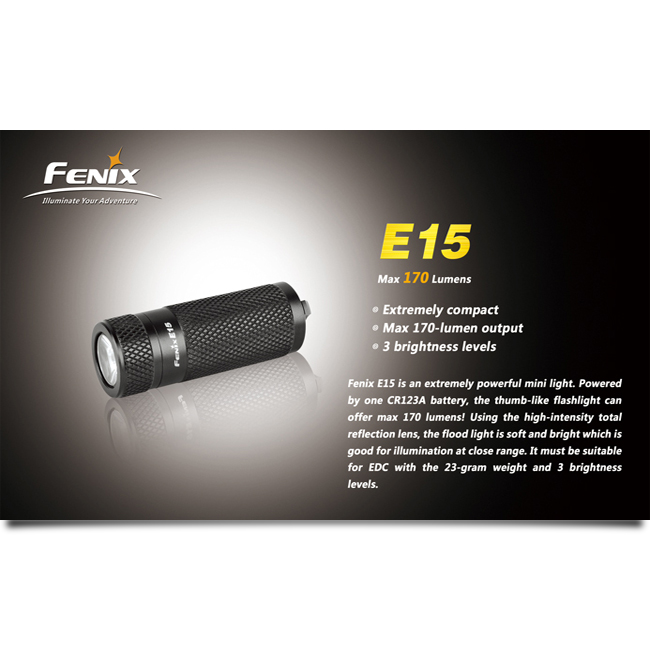 FENIX
Illuminate Your Adventure
E15
Max 170 Lumens
Extremely compact
Max 170-lumen output
3 brightness levels
FENIX E15
Fenix E15 is an extremely powerful mini light. Powered
by one CR123A battery, the thumb-like flashlight can
offer max 170 lumens! Using the high-intensity total
reflection lens, the flood light is soft and bright which is
good for illumination at close range. It must be suitable
for EDC with the 23-gram weight and 3 brightness
levels.